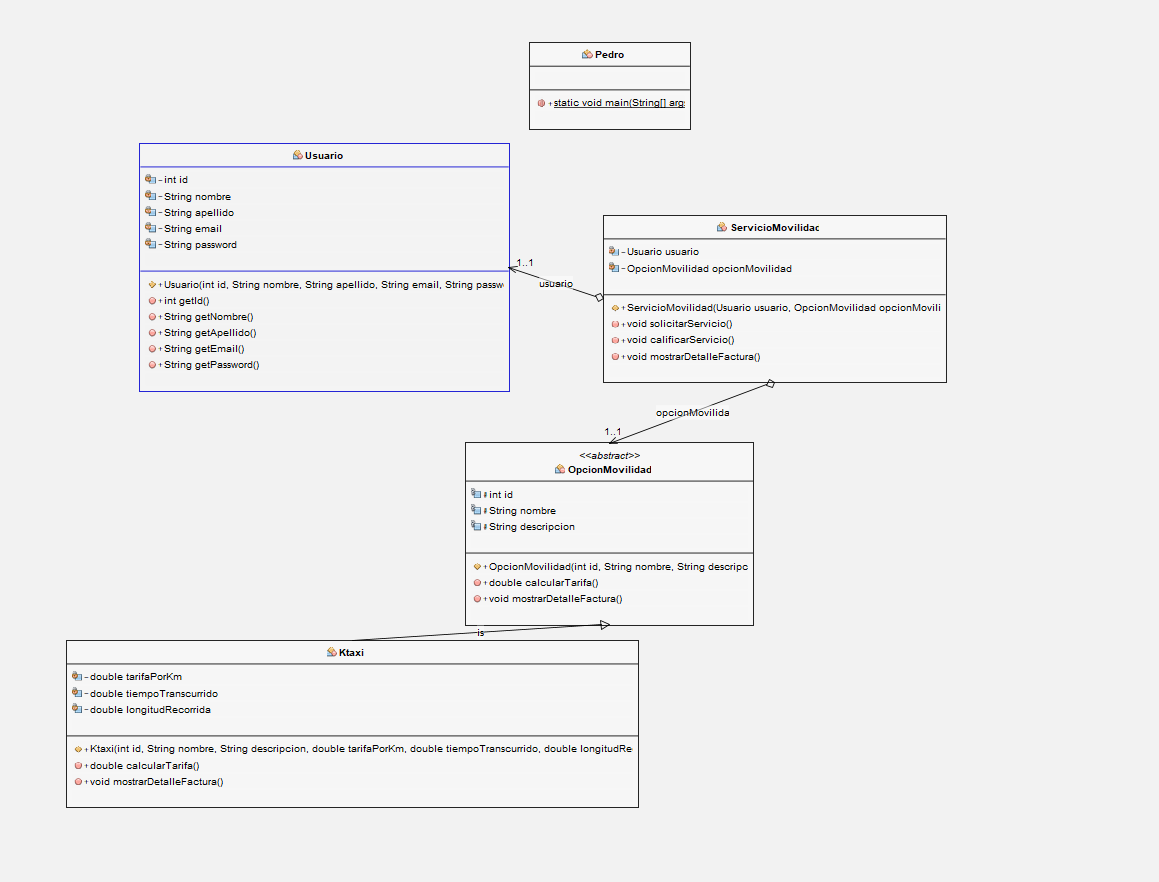 Pedro
+static void main(String[] arg
Usuario
-int id
-String nombre
-String apellido
-String email
-String password
+Usuario(int id, String nombre, String apellido, String email, String passw
+int getId()
+String getNombre()
+String getApellido()
+String getEmail()
+String getPassword()
1..1
usuario
ServicioMovilidad
-Usuario usuario
-OpcionMovilidad opcionMovilidad
+ServicioMovilidad(Usuario usuario, OpcionMovilidad opcionMovili
+void solicitarServicio()
+void calificarServicio()
+void mostrarDetalleFactura()
opcionMovilida
1..1
<<abstract>>
OpcionMovilidad
#int id
#String nombre
#String descripcion
+OpcionMovilidad(int id, String nombre, String descripc
+double calcularTarifa()
+void mostrarDetalleFactura()
is
Ktaxi
-double tarifaPorKm
-double tiempoTranscurrido
-double longitudRecorrida
+Ktaxi(int id, String nombre, String descripcion, double tarifaPorKm, double tiempoTranscurrido, double longitudRe
+double calcularTarifa()
+void mostrarDetalleFactura()